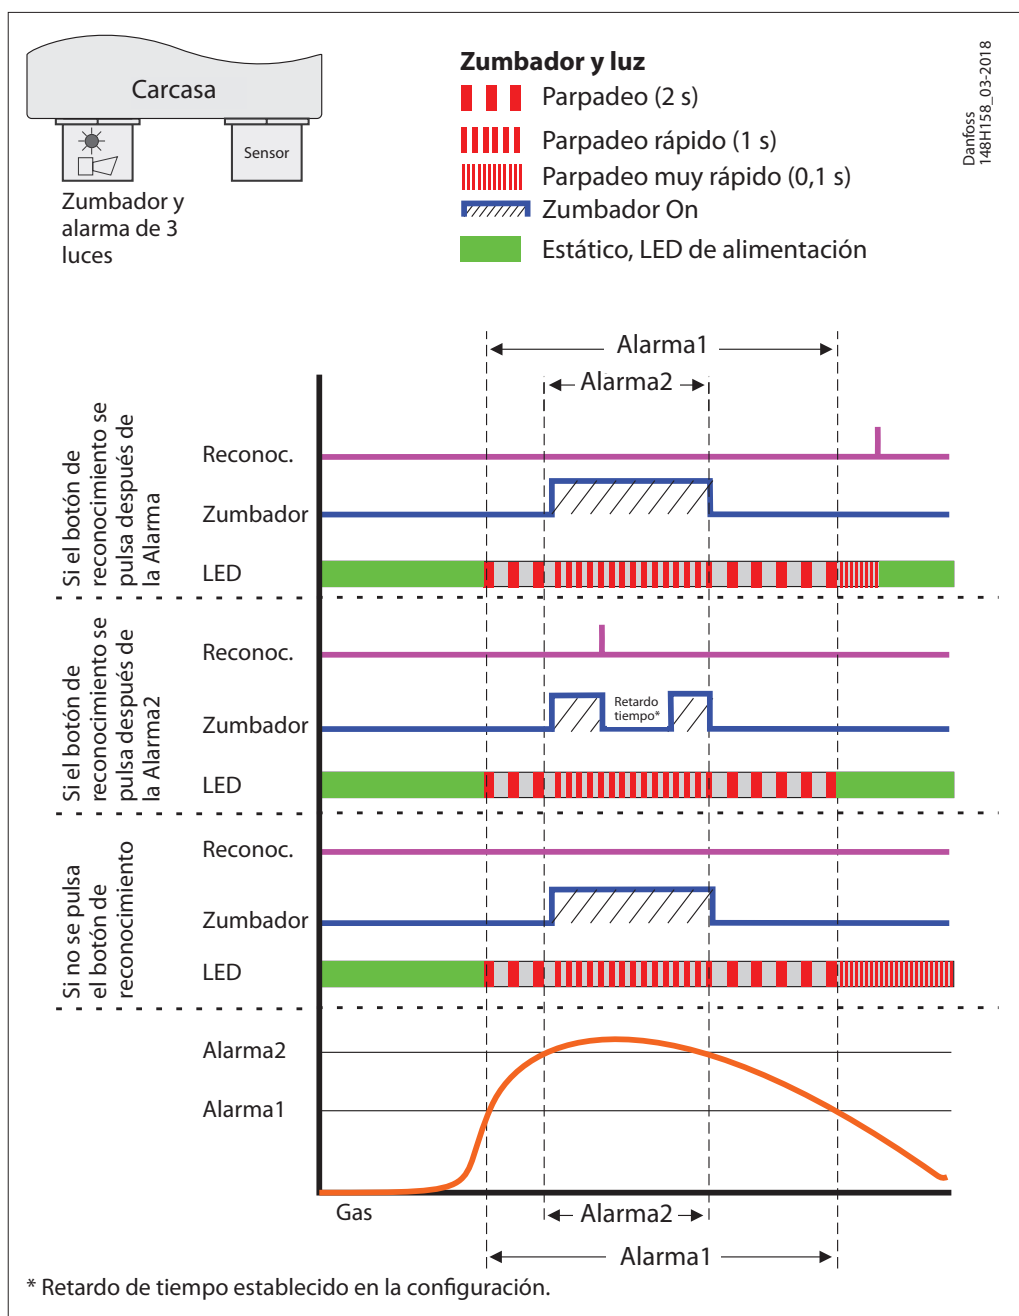 Carcasa
Sensor
Zumbador y
alarma de 3
luces
Zumbador y luz
Parpadeo (2 s)
Parpadeo rápido (1 s)
Parpadeo muy rápido (0,1 s)
Zumbador On
Estático, LED de alimentación
Danfoss
148H158_03-2018
Alarma1
Alarma2
Si el botón de
reconocimiento se
pulsa después de
la Alarma
Reconoc.
Zumbador
LED
Si el botón de
reconocimiento se
pulsa después de
la Alarma2
Reconoc.
Zumbador
Retardo
tiempo*
LED
Si no se pulsa
el botón de
reconocimiento
Reconoc.
Zumbador
LED
Alarma2
Alarma1
Gas
Alarma2
Alarma1
* Retardo de tiempo establecido en la configuración.